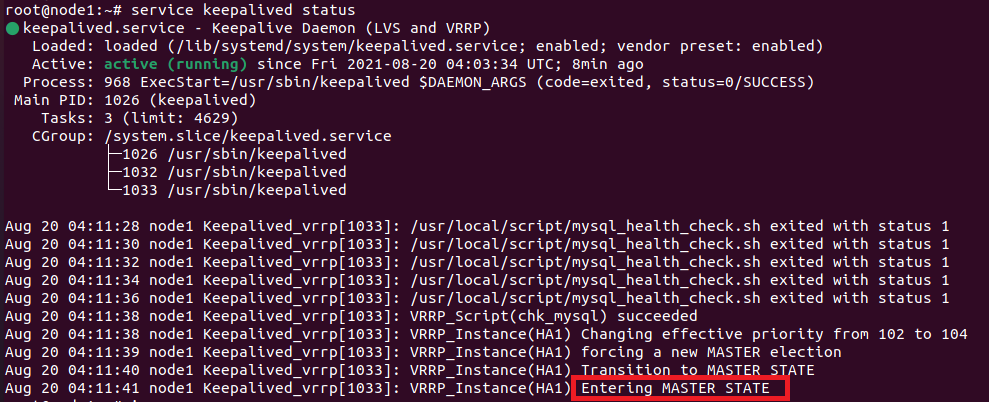 root@node1:~# service keepalived status
● keepalived.service - Keepalive Daemon (LVS and VRRP)
Loaded: loaded (/lib/systemd/system/keepalived.service; enabled; vendor preset: enabled)
Active: active (running) since Fri 2021-08-20 04:03:34 UTC; 8min ago
Process: 968 ExecStart=/usr/sbin/keepalived $DAEMON_ARGS (code=exited, status=0/SUCCESS)
Main PID: 1026 (keepalived)
Tasks: 3 (limit: 4629)
CGroup: /system.slice/keepalived.service
├─1026 /usr/sbin/keepalived
├─1032 /usr/sbin/keepalived
└─1033 /usr/sbin/keepalived
Aug 20 04:11:28 node1 Keepalived_vrrp[1033]: /usr/local/script/mysql_health_check.sh exited with status 1
Aug 20 04:11:30 node1 Keepalived_vrrp[1033]: /usr/local/script/mysql_health_check.sh exited with status 1
Aug 20 04:11:32 node1 Keepalived_vrrp[1033]: /usr/local/script/mysql_health_check.sh exited with status 1
Aug 20 04:11:34 node1 Keepalived_vrrp[1033]: /usr/local/script/mysql_health_check.sh exited with status 1
Aug 20 04:11:36 node1 Keepalived_vrrp[1033]: /usr/local/script/mysql_health_check.sh exited with status 1
Aug 20 04:11:38 node1 Keepalived_vrrp[1033]: VRRP_Script(chk_mysql) succeeded
Aug 20 04:11:38 node1 Keepalived_vrrp[1033]: VRRP_Instance(HA1) Changing effective priority from 102 to 104
Aug 20 04:11:39 node1 Keepalived_vrrp[1033]: VRRP_Instance(HA1) forcing a new MASTER election
Aug 20 04:11:40 node1 Keepalived_vrrp[1033]: VRRP_Instance(HA1) Transition to MASTER STATE
Aug 20 04:11:41 node1 Keepalived_vrrp[1033]: VRRP_Instance(HA1) Entering MASTER STATE